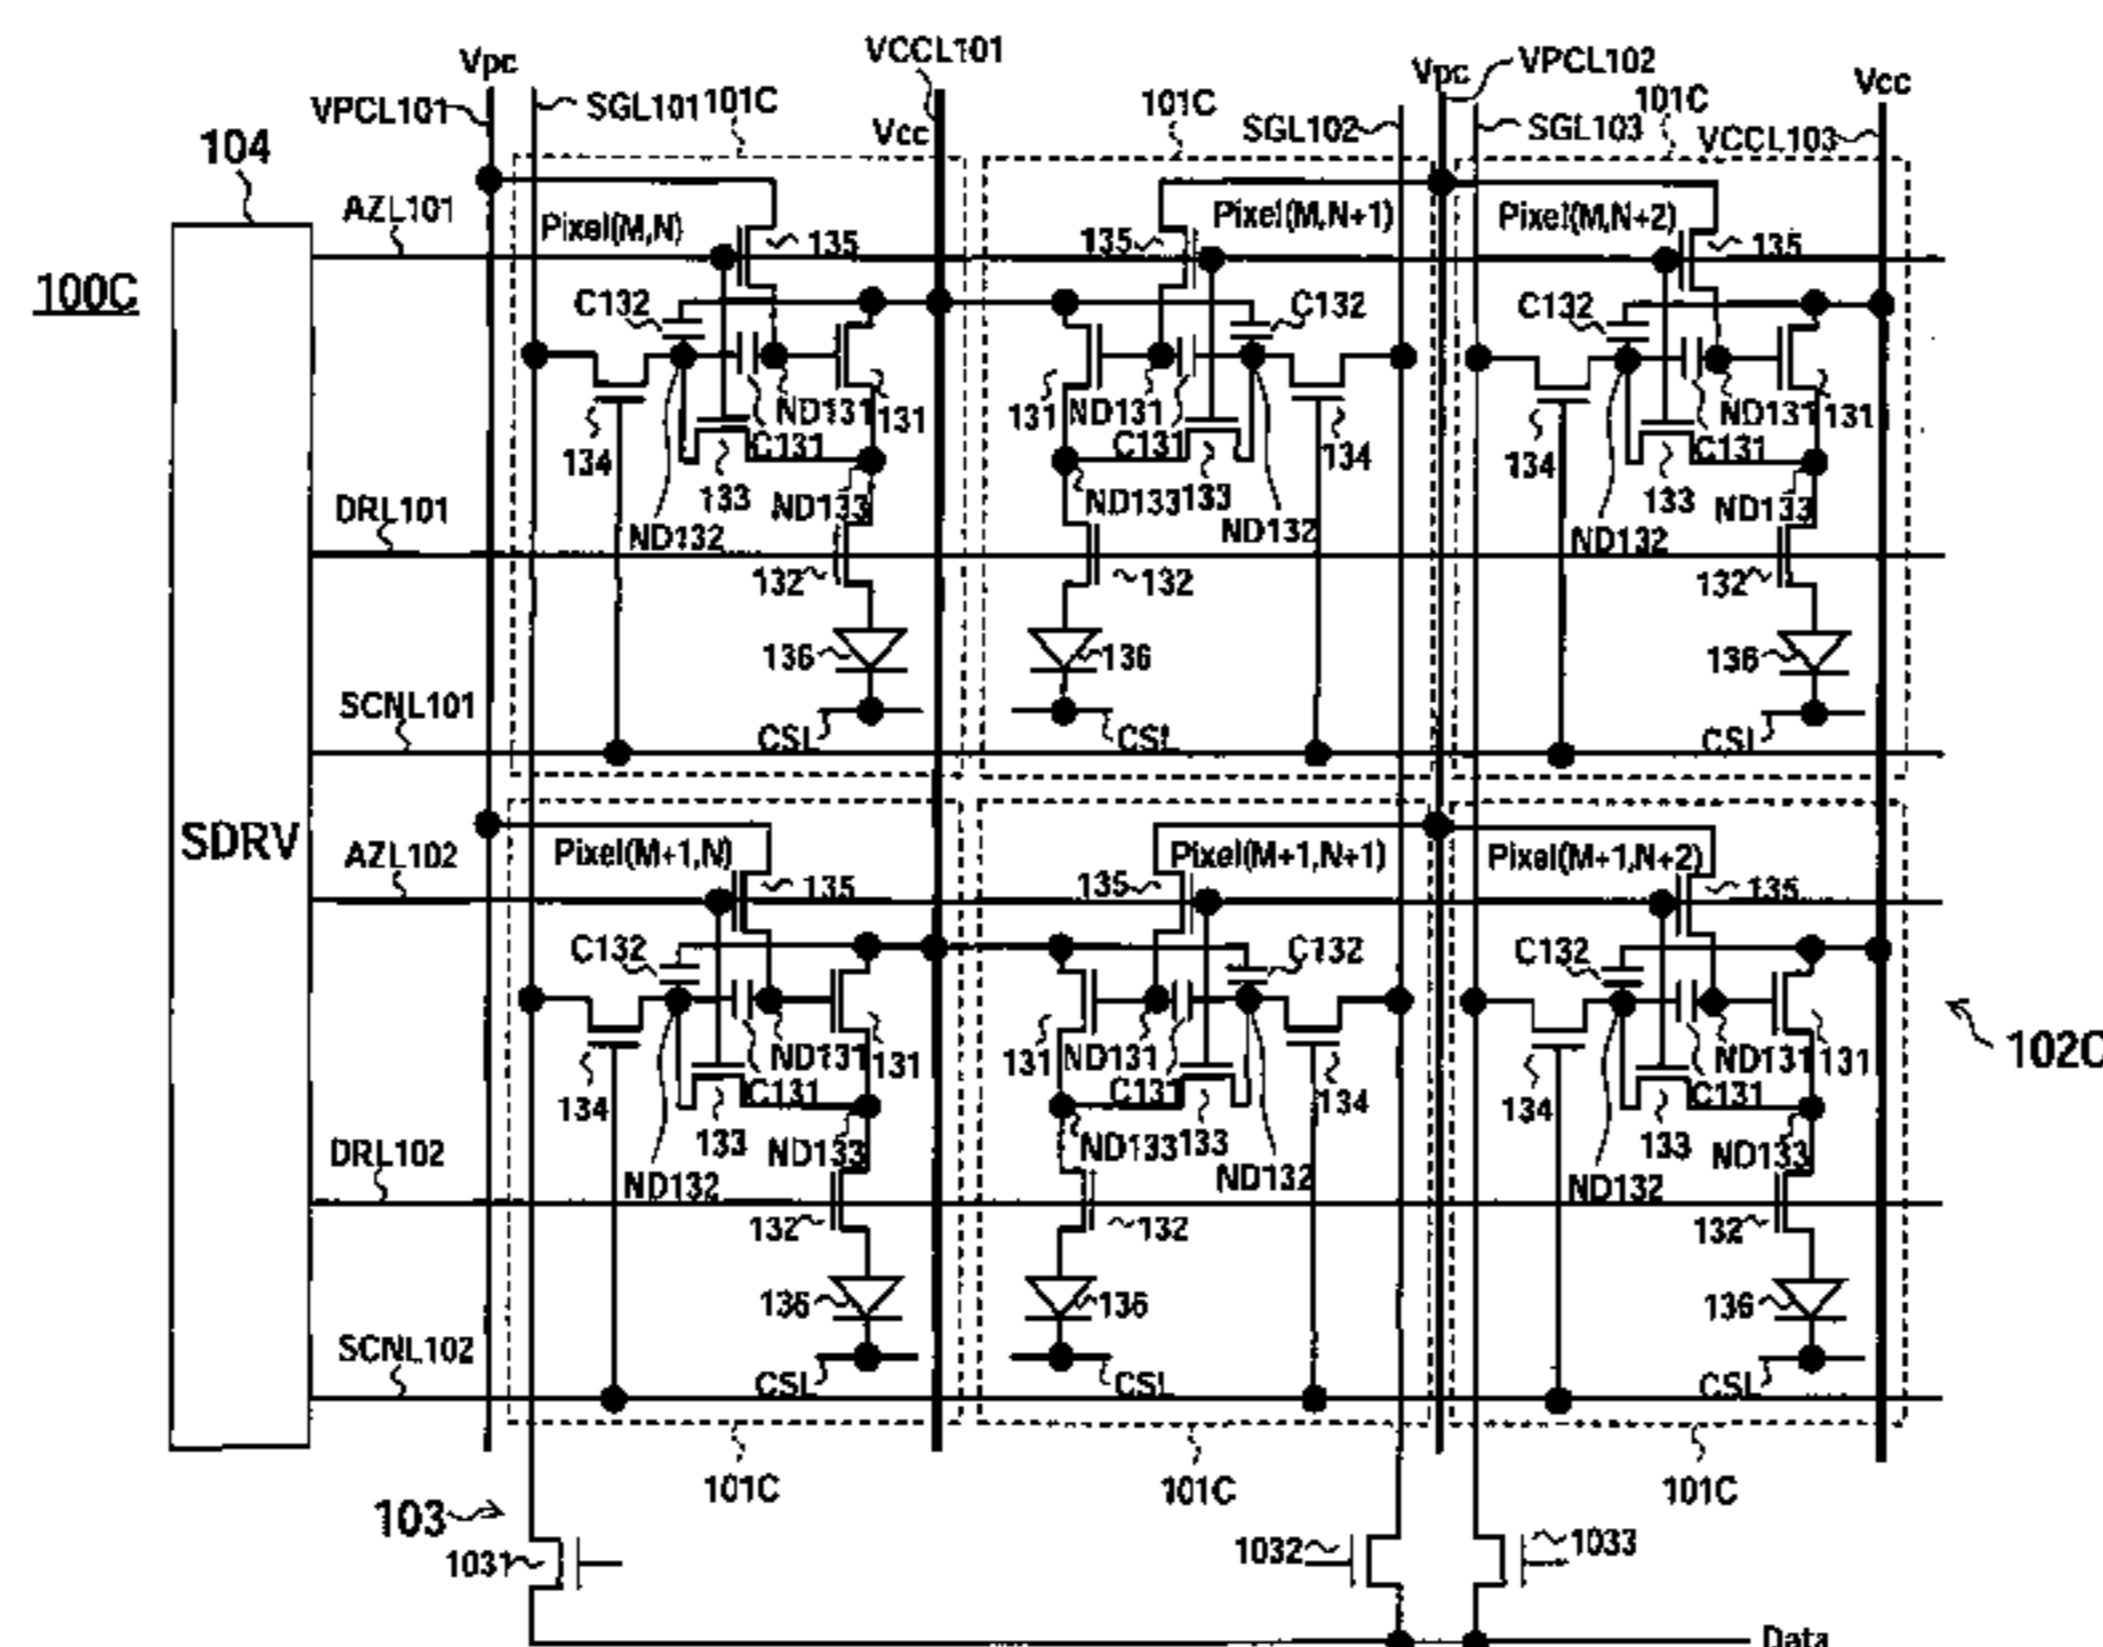 Vpc
VCCL101
Vpc
VPCL102
Vcc
VPCL101
SGL101
101C
Vcc
101C
SGL102
SGL103
101C
VCCL103
104
AZL101
Pixel(M,N)
135
Pixel(M,N+1)
135
Pixel(M,N+2)
135
100C
C132
C132
C132
ND131
131
131
ND131
ND131
131
134
C131
C131
134
134
C131
133
ND133
ND133
133
133
ND133
DRL101
ND132
ND132
ND132
132
132
132
136
136
136
SCNL101
CSL
CSL
CSL
SDRV
AZL102
Pixel(M+1,N)
135
Pixel(M+1,N+1)
135
Pixel(M+1,N+2)
135
C132
C132
C132
ND131
131
131
ND131
ND131
131
102C
134
C131
C131
134
134
C131
133
ND133
ND133
133
133
ND133
DRL102
ND132
ND132
ND132
132
132
132
136
136
136
SCNL102
CSL
CSL
CSL
101C
101C
101C
103
1031
1032
1033
Data